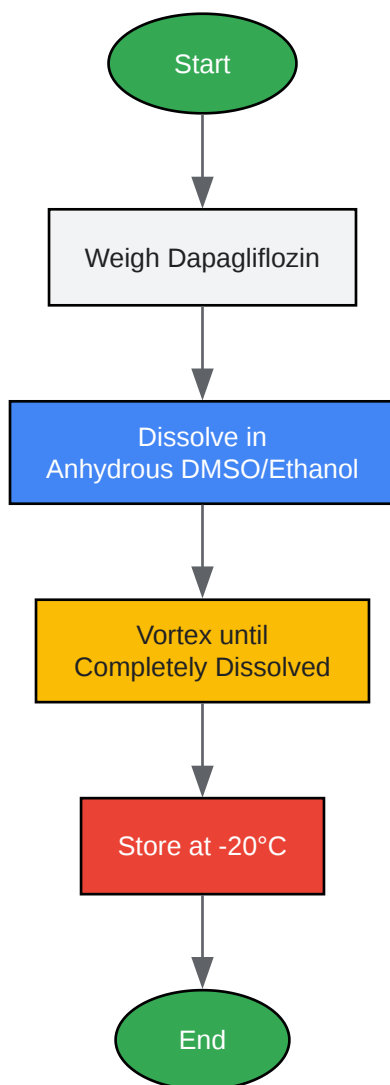 Start
Weigh Dapagliflozin
Dissolve in
Anhydrous DMSO/Ethanol
Vortex until
Completely Dissolved
Store at -20°C
End